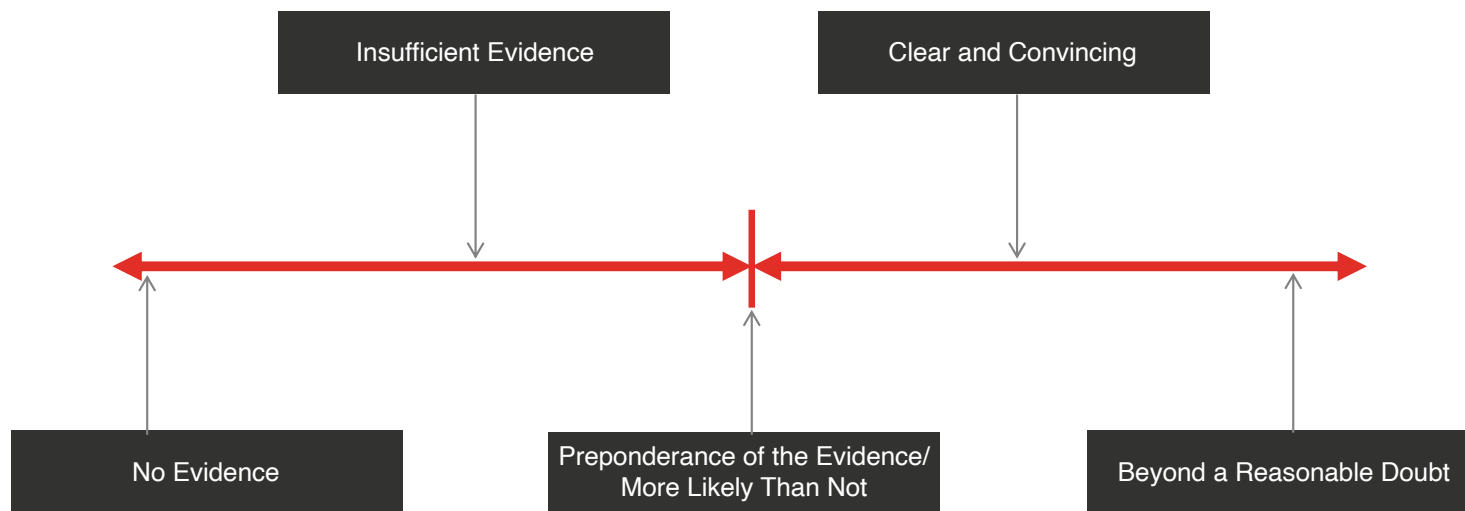 Insufficient Evidence
Clear and Convincing
No Evidence
Preponderance of the Evidence/
More Likely Than Not
Beyond a Reasonable Doubt